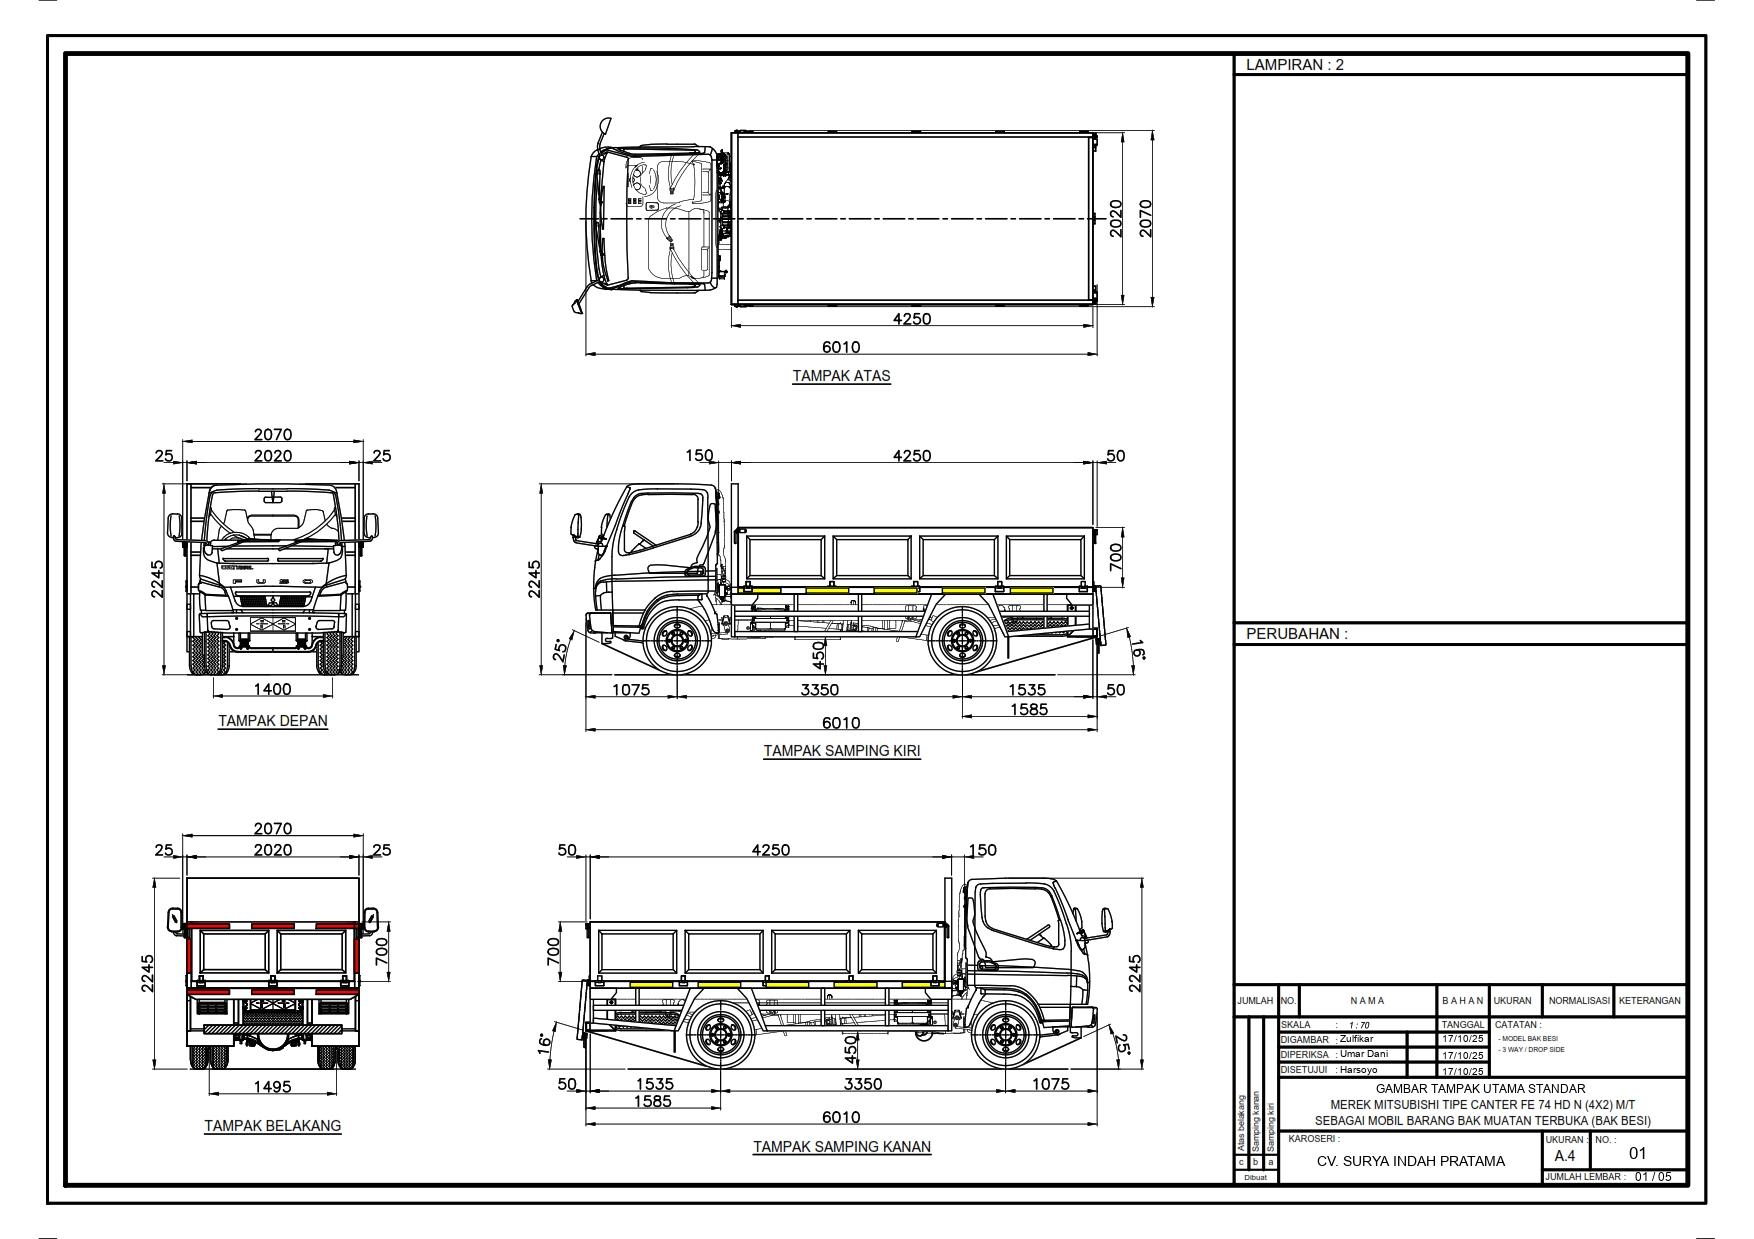 LAMPIRAN : 2
2020
2070
4250
6010
TAMPAK ATAS
2070
25 2020 25
2245
FUSO
1400
TAMPAK DEPAN
150 4250 50
2245
700
25°
450
16°
1075 3350 1535 50
1585
6010
TAMPAK SAMPING KIRI
PERUBAHAN :
2070
25 2020 25
2245
700
1495
TAMPAK BELAKANG
50 4250 150
700
2245
16°
450
25°
50 1535 3350 1075
1585
6010
TAMPAK SAMPING KANAN
JUMLAH NO. N A M A B A H A N UKURAN NORMALISASI KETERANGAN
SKALA : 1 : 70 TANGGAL CATATAN :
DIGAMBAR : Zulfikar 17/10/25 - MODEL BAK BESI
DIPERIKSA : Umar Dani 17/10/25 - 3 WAY / DROP SIDE
DISETUJUI : Harsoyo 17/10/25
GAMBAR TAMPAK UTAMA STANDAR
MEREK MITSUBISHI TIPE CANTER FE 74 HD N (4X2) M/T
SEBAGAI MOBIL BARANG BAK MUATAN TERBUKA (BAK BESI)
Atas belakang
Samping kanan
Samping kiri
c b a
Dibuat
KAROSERI :
CV. SURYA INDAH PRATAMA
UKURAN : NO. :
A.4 01
JUMLAH LEMBAR : 01 / 05